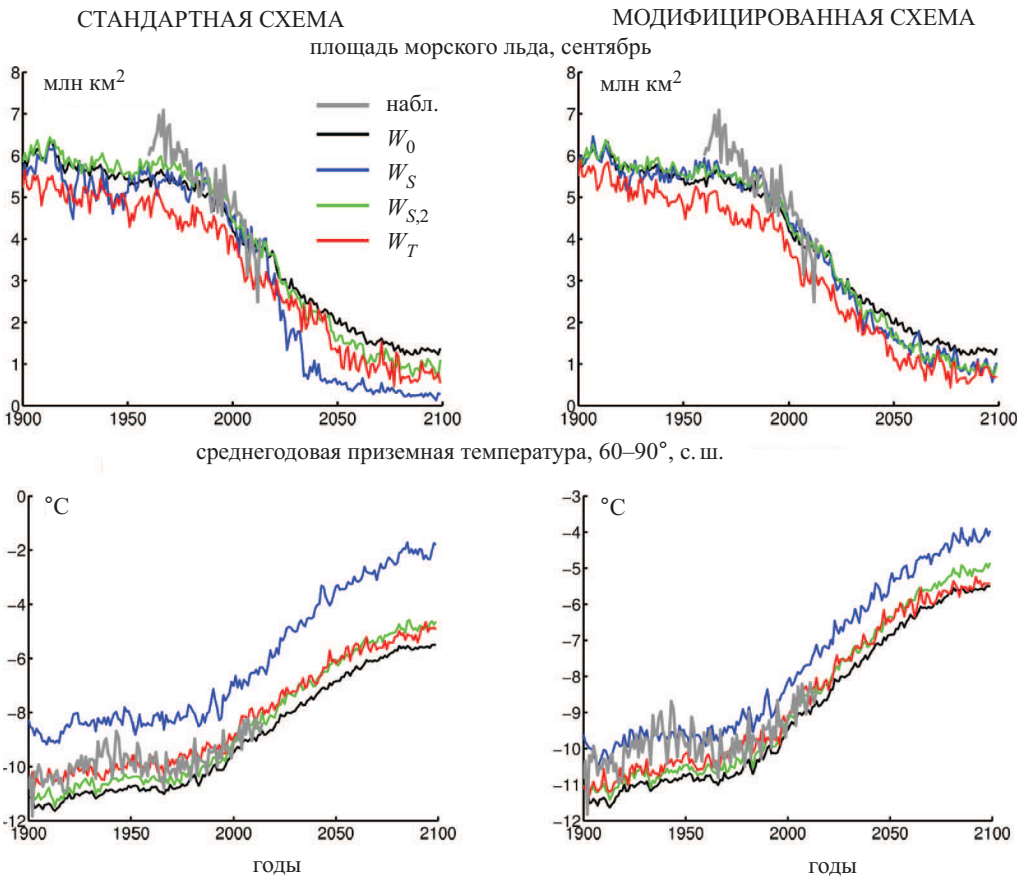 СТАНДАРТНАЯ СХЕМА
МОДИФИЦИРОВАННАЯ СХЕМА
площадь морского льда, сентябрь
млн км²
8
7
6
5
4
3
2
1
0
1900 1950 2000 2050 2100
набл.
W₀
W_S
W_{S,2}
W_T
млн км²
8
7
6
5
4
3
2
1
0
1900 1950 2000 2050 2100
среднегодовая приземная температура, 60–90°, с. ш.
°C
0
−2
−4
−6
−8
−10
−12
1900 1950 2000 2050 2100
годы
°C
−3
−4
−5
−6
−7
−8
−9
−10
−11
−12
1900 1950 2000 2050 2100
годы